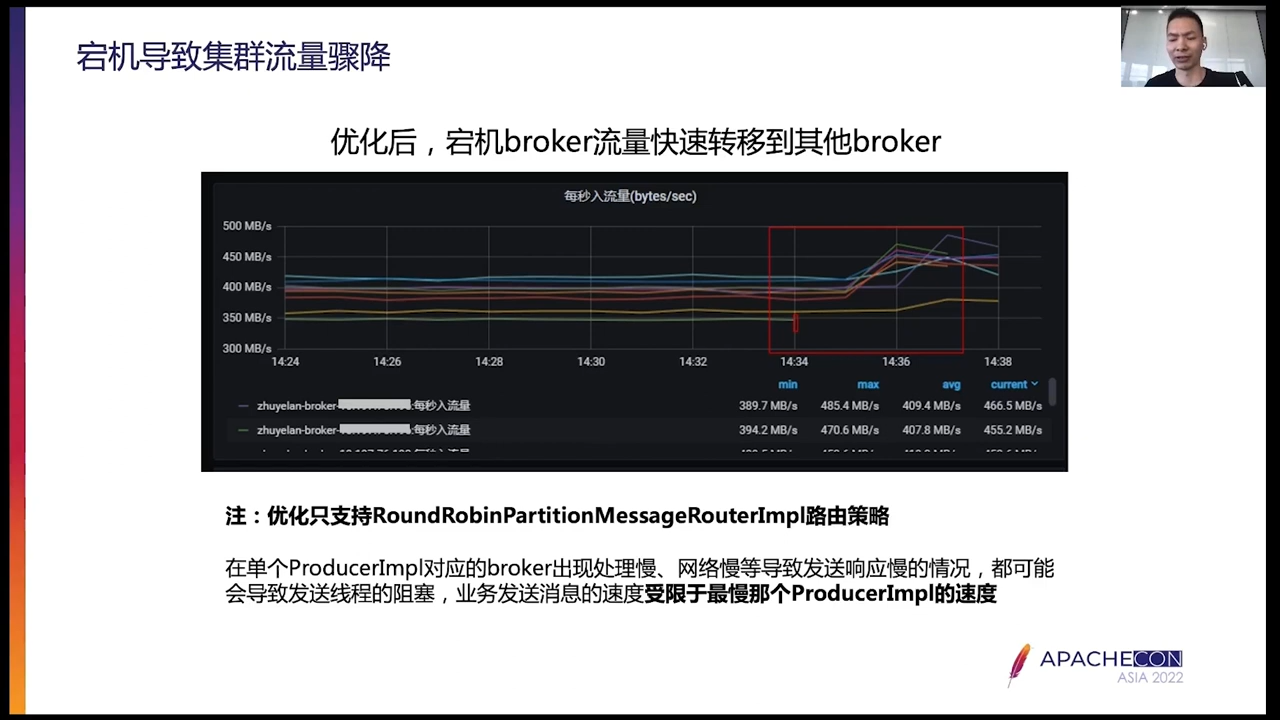 宕机导致集群流量骤降
优化后，宕机broker流量快速转移到其他broker
每秒入流量(bytes/sec)
500 MB/s
450 MB/s
400 MB/s
350 MB/s
300 MB/s
14:24 14:26 14:28 14:30 14:32 14:34 14:36 14:38
min max avg current
zhuyelan-broker- :每秒入流量 389.7 MB/s 485.4 MB/s 409.4 MB/s 466.5 MB/s
zhuyelan-broker- :每秒入流量 394.2 MB/s 470.6 MB/s 407.8 MB/s 455.2 MB/s
注：优化只支持RoundRobinPartitionMessageRouterImpl路由策略
在单个ProducerImpl对应的broker出现处理慢、网络慢等导致发送响应慢的情况，都可能
会导致发送线程的阻塞，业务发送消息的速度受限于最慢那个ProducerImpl的速度
APACHECON
ASIA 2022